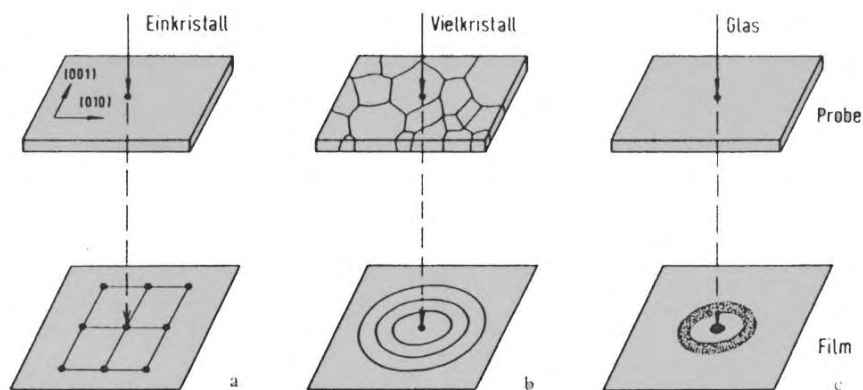 Einkristall
Vielkristall
Glas
[001]
[010]
Probe
Film
a
b
c